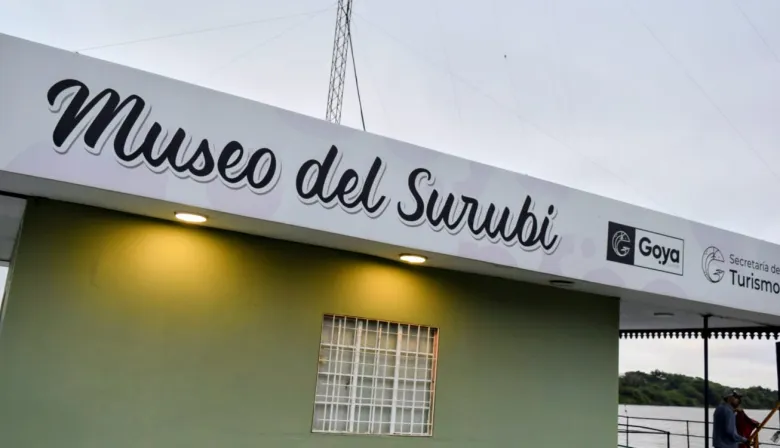 Museo del Surubi
Goya
Secretaría de
Turismo